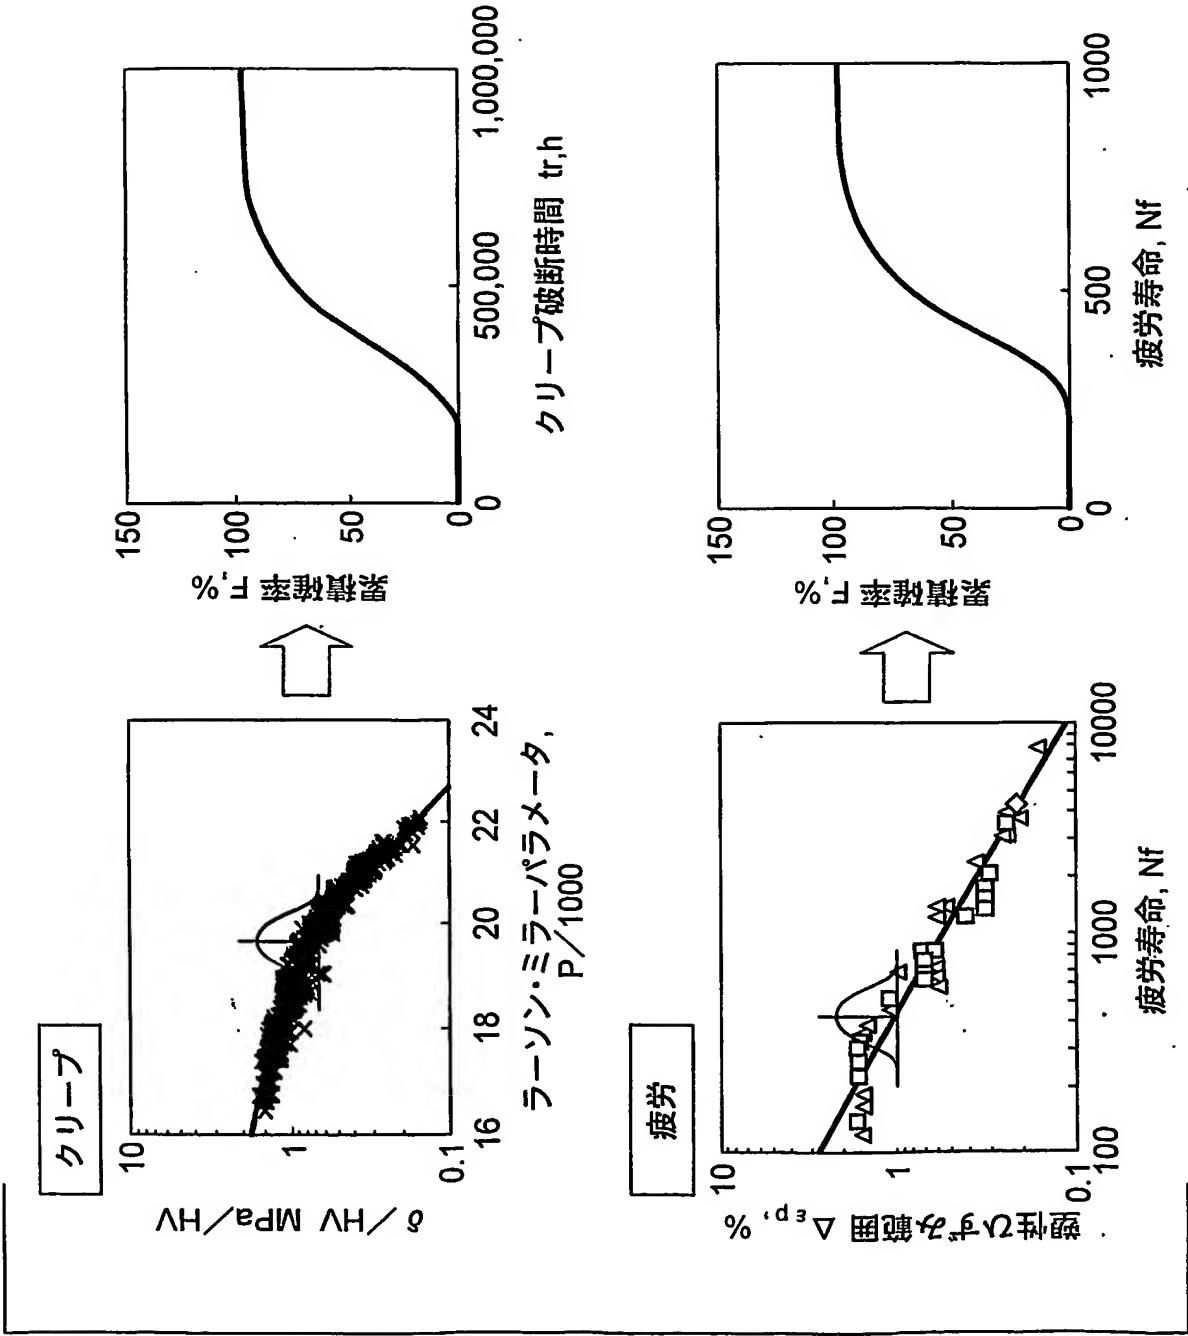 クリープ
δ/HV MPa/HV
10
1
0.1
16
18
20
22
24
ラーソン・ミラーパラメータ,
P/1000
累積確率 F,%
150
100
50
0
0
500,000
1,000,000
クリープ破断時間 tr,h
疲労
塑性ひずみ範囲 Δεp, %
10
1
0.1
100
1000
10000
疲労寿命, Nf
累積確率 F,%
150
100
50
0
0
500
1000
疲労寿命, Nf